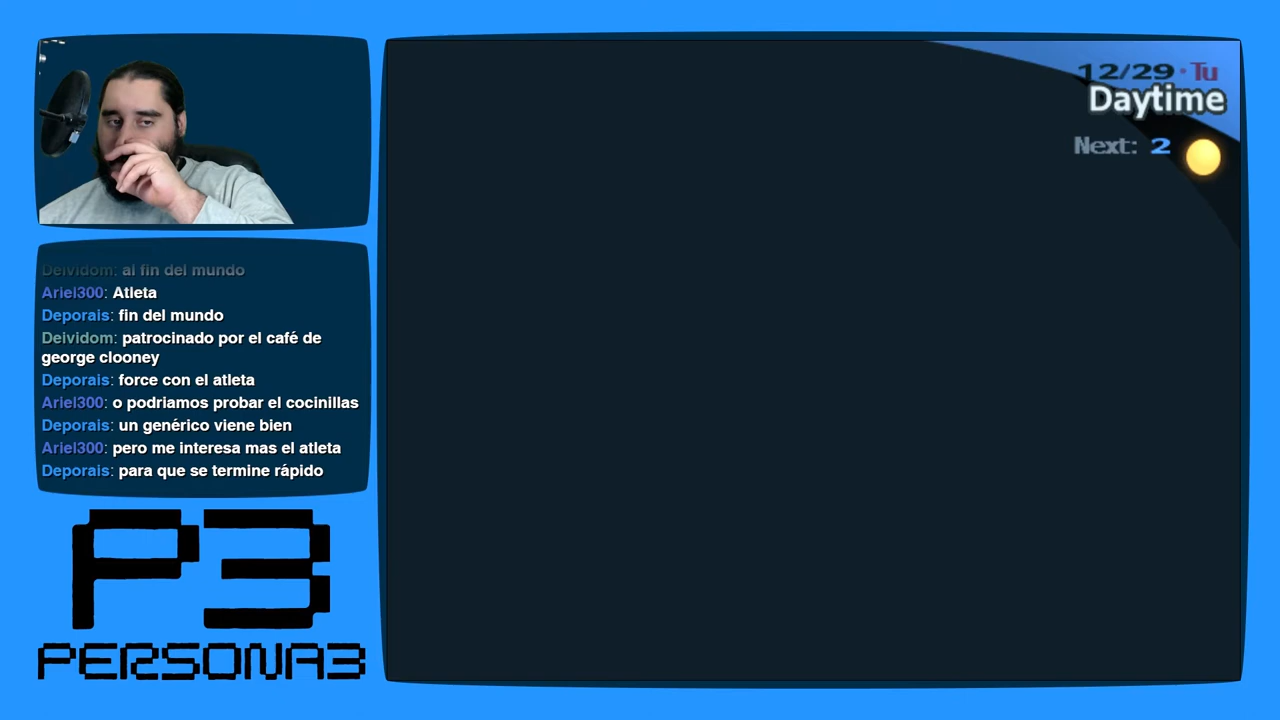 12/29・Tu
Daytime
Next: 2
Deividom: al fin del mundo
Ariel300: Atleta
Deporais: fin del mundo
Deividom: patrocinado por el café de
george clooney
Deporais: force con el atleta
Ariel300: o podriamos probar el cocinillas
Deporais: un genérico viene bien
Ariel300: pero me interesa mas el atleta
Deporais: para que se termine rápido
P3
PERSONA3